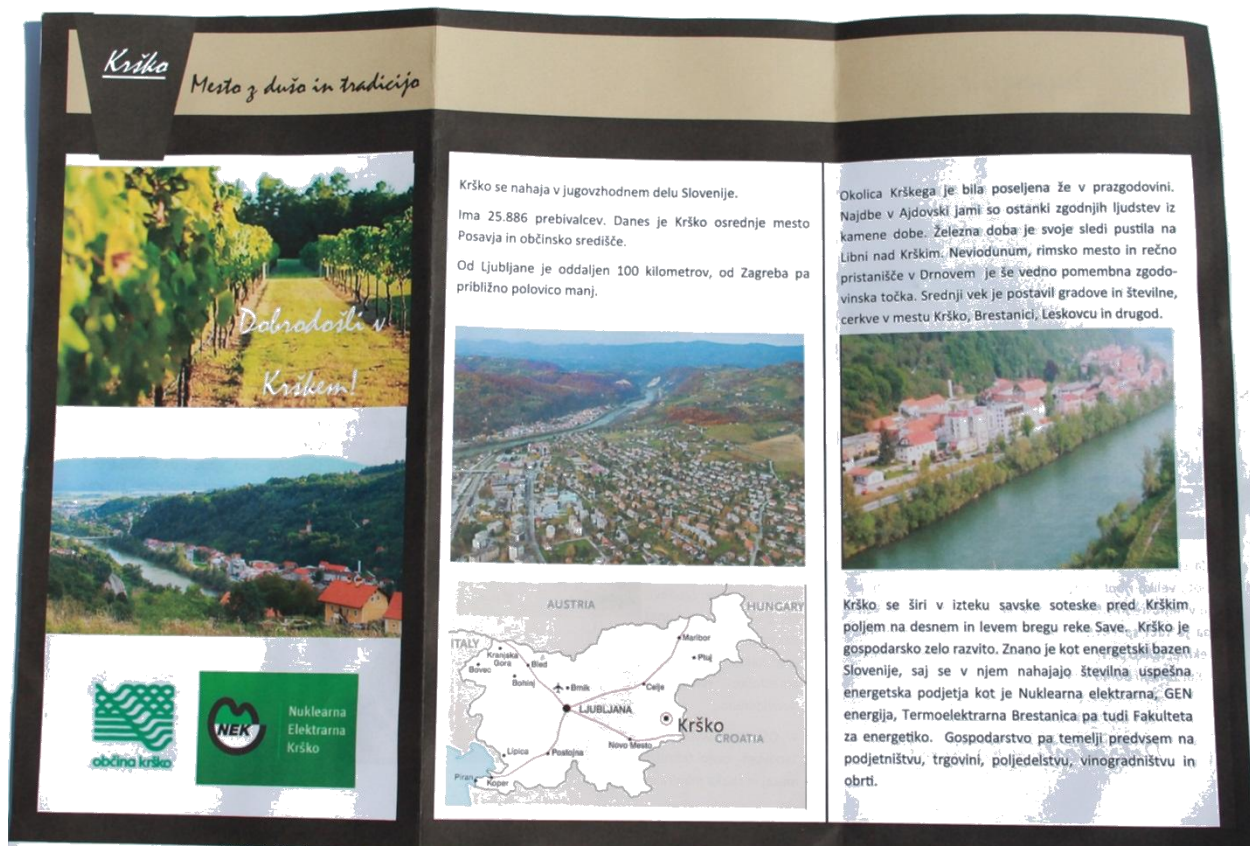 Krško
Mesto z dušo in tradicijo
Dobrodošli v
Krškem!
občina krško
NEK
Nuklearna
Elektrarna
Krško
Krško se nahaja v jugovzhodnem delu Slovenije.
Ima 25.886 prebivalcev. Danes je Krško osrednje mesto
Posavja in občinsko središče.
Od Ljubljane je oddaljen 100 kilometrov, od Zagreba pa
približno polovico manj.
AUSTRIA
HUNGARY
ITALY
Maribor
Kranjska
Gora
Bled
Ptuj
Bovec
Bohinj
Brnik
Celje
LJUBLJANA
Krško
CROATIA
Novo Mesto
Lipica
Postojna
Piran
Koper
Okolica Krškega je bila poseljena že v prazgodovini.
Najdbe v Ajdovski jami so ostanki zgodnjih ljudstev iz
kamene dobe. Železna doba je svoje sledi pustila na
Libni nad Krškim. Neviodunum, rimsko mesto in rečno
pristanišče v Drnovem je še vedno pomembna zgodo-
vinska točka. Srednji vek je postavil gradove in številne,
cerkve v mestu Krško, Brestanici, Leskovcu in drugod.
Krško se širi v izteku savske soteske pred Krškim
poljem na desnem in levem bregu reke Save. Krško je
gospodarsko zelo razvito. Znano je kot energetski bazen
Slovenije, saj se v njem nahajajo številna uspešna
energetska podjetja kot je Nuklearna elektrarna, GEN
energija, Termoelektrarna Brestanica pa tudi Fakulteta
za energetiko. Gospodarstvo pa temelji predvsem na
podjetništvu, trgovini, poljedelstvu, vinogradništvu in
obrti.